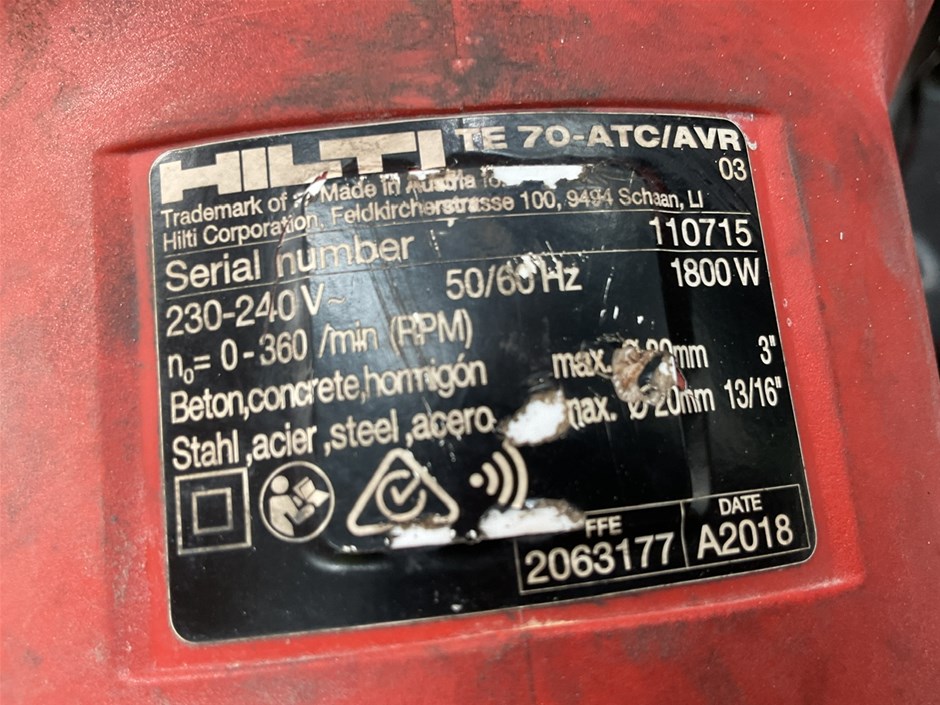 HILTI TE 70-ATC/AVR
03
Trademark of Made in Austria
Hilti Corporation, Feldkircherstrasse 100, 9494 Schaan, LI
Serial number 110715
230-240 V~ 50/60 Hz 1800 W
n₀= 0-360 /min (RPM)
Beton,concrete,hormigón max. 3"
Stahl,acier,steel,acero max. Ø 20mm 13/16"
FFE DATE
2063177 A2018